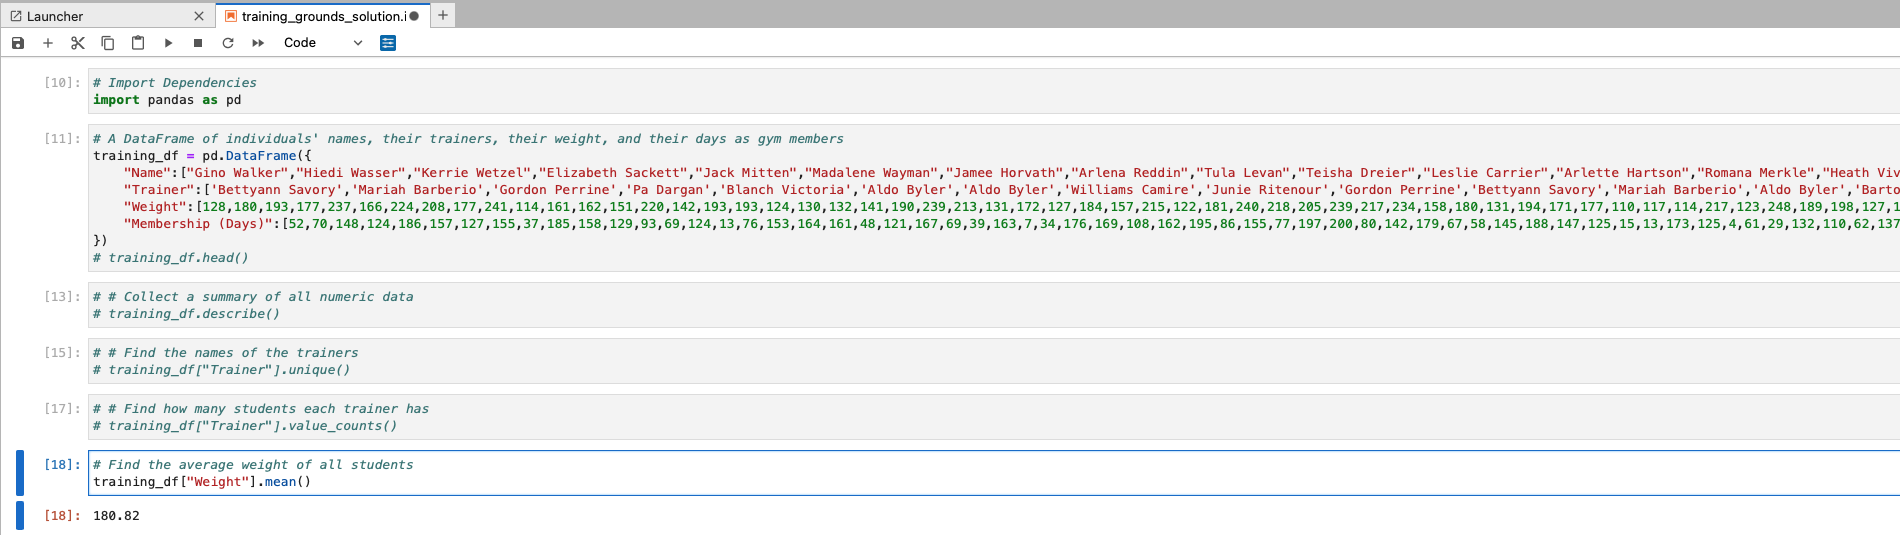 Launcher
training_grounds_solution.i
Code
[10]:
# Import Dependencies
import pandas as pd
[11]:
# A DataFrame of individuals' names, their trainers, their weight, and their days as gym members
training_df = pd.DataFrame({
"Name":["Gino Walker","Hiedi Wasser","Kerrie Wetzel","Elizabeth Sackett","Jack Mitten","Madalene Wayman","Jamee Horvath","Arlena Reddin","Tula Levan","Teisha Dreier","Leslie Carrier","Arlette Hartson","Romana Merkle","Heath Viv
"Trainer":['Bettyann Savory','Mariah Barberio','Gordon Perrine','Pa Dargan','Blanch Victoria','Aldo Byler','Aldo Byler','Williams Camire','Junie Ritenour','Gordon Perrine','Bettyann Savory','Mariah Barberio','Aldo Byler','Barto
"Weight":[128,180,193,177,237,166,224,208,177,241,114,161,162,151,220,142,193,193,124,130,132,141,190,239,213,131,172,127,184,157,215,122,181,240,218,205,239,217,234,158,180,131,194,171,177,110,117,114,217,123,248,189,198,127,1
"Membership (Days)":[52,70,148,124,186,157,127,155,37,185,158,129,93,69,124,13,76,153,164,161,48,121,167,69,39,163,7,34,176,169,108,162,195,86,155,77,197,200,80,142,179,67,58,145,188,147,125,15,13,173,125,4,61,29,132,110,62,137
})
# training_df.head()
[13]:
# # Collect a summary of all numeric data
# training_df.describe()
[15]:
# # Find the names of the trainers
# training_df["Trainer"].unique()
[17]:
# # Find how many students each trainer has
# training_df["Trainer"].value_counts()
[18]:
# Find the average weight of all students
training_df["Weight"].mean()
[18]:
180.82